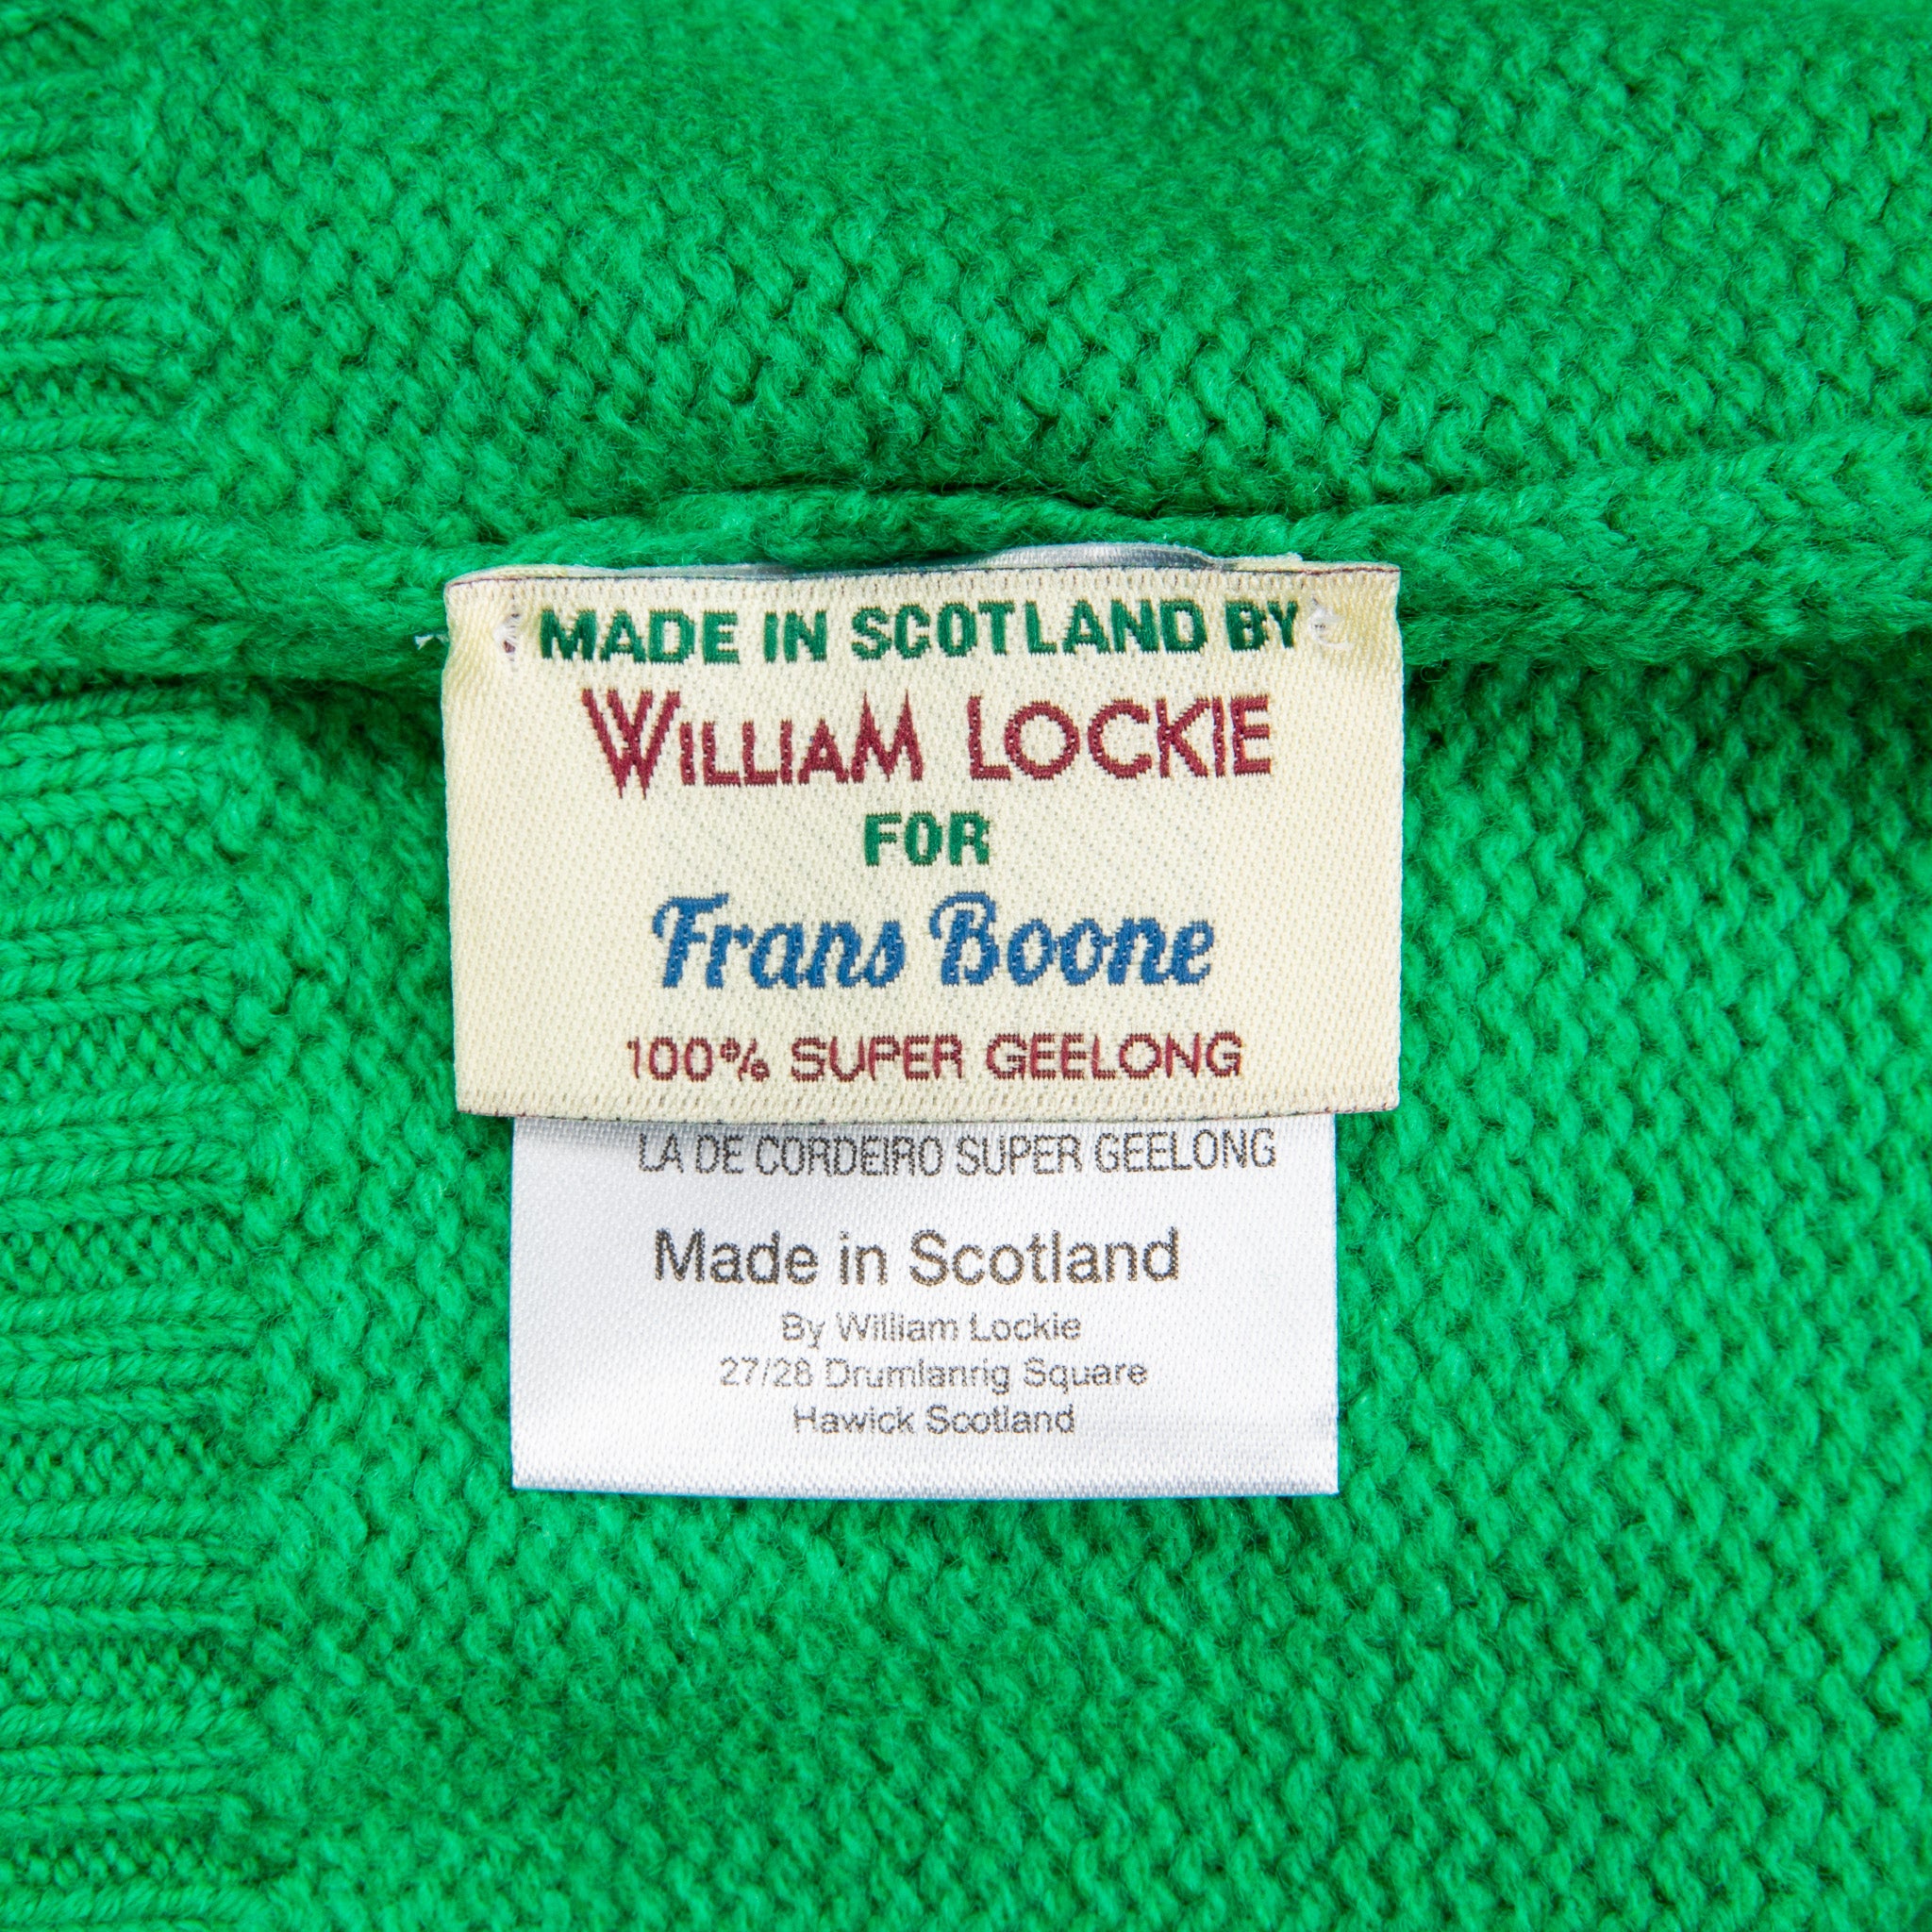 MADE IN SCOTLAND BY
WILLIAM LOCKIE
FOR
Frans Boone
100% SUPER GEELONG
LA DE CORDEIRO SUPER GEELONG
Made in Scotland
By William Lockie
27/28 Drumlanrig Square
Hawick Scotland